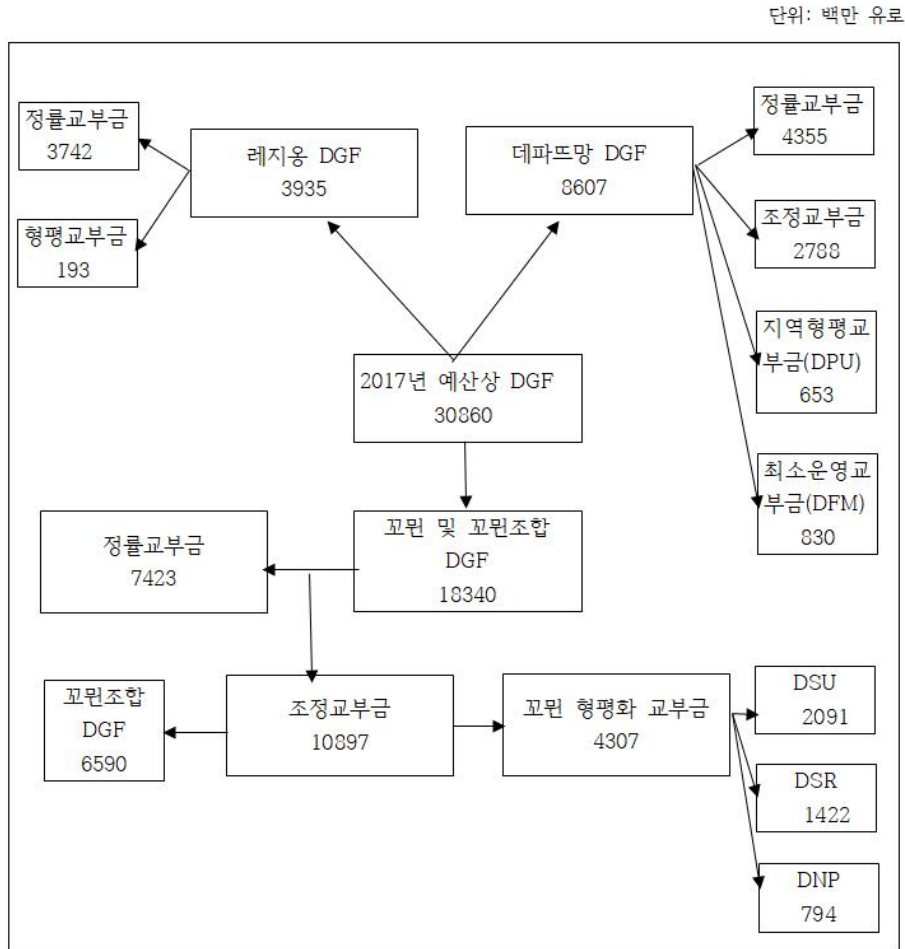 단위: 백만 유로
정률교부금
3742
레지옹 DGF
3935
데파뜨망 DGF
8607
정률교부금
4355
형평교부금
193
조정교부금
2788
지역형평교
부금(DPU)
653
2017년 예산상 DGF
30860
최소운영교
부금(DFM)
830
꼬뮌 및 꼬뮌조합
DGF
18340
정률교부금
7423
꼬뮌조합
DGF
6590
조정교부금
10897
꼬뮌 형평화 교부금
4307
DSU
2091
DSR
1422
DNP
794